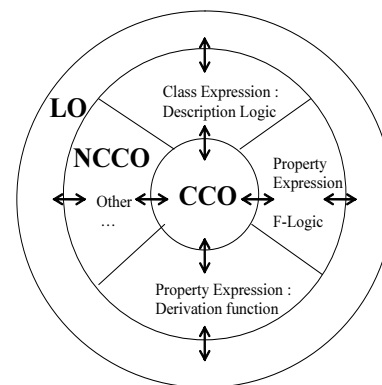 Class Expression :
Description Logic
LO
NCCO
Property
Expression
CCO
Other
...
F-Logic
Property Expression :
Derivation function